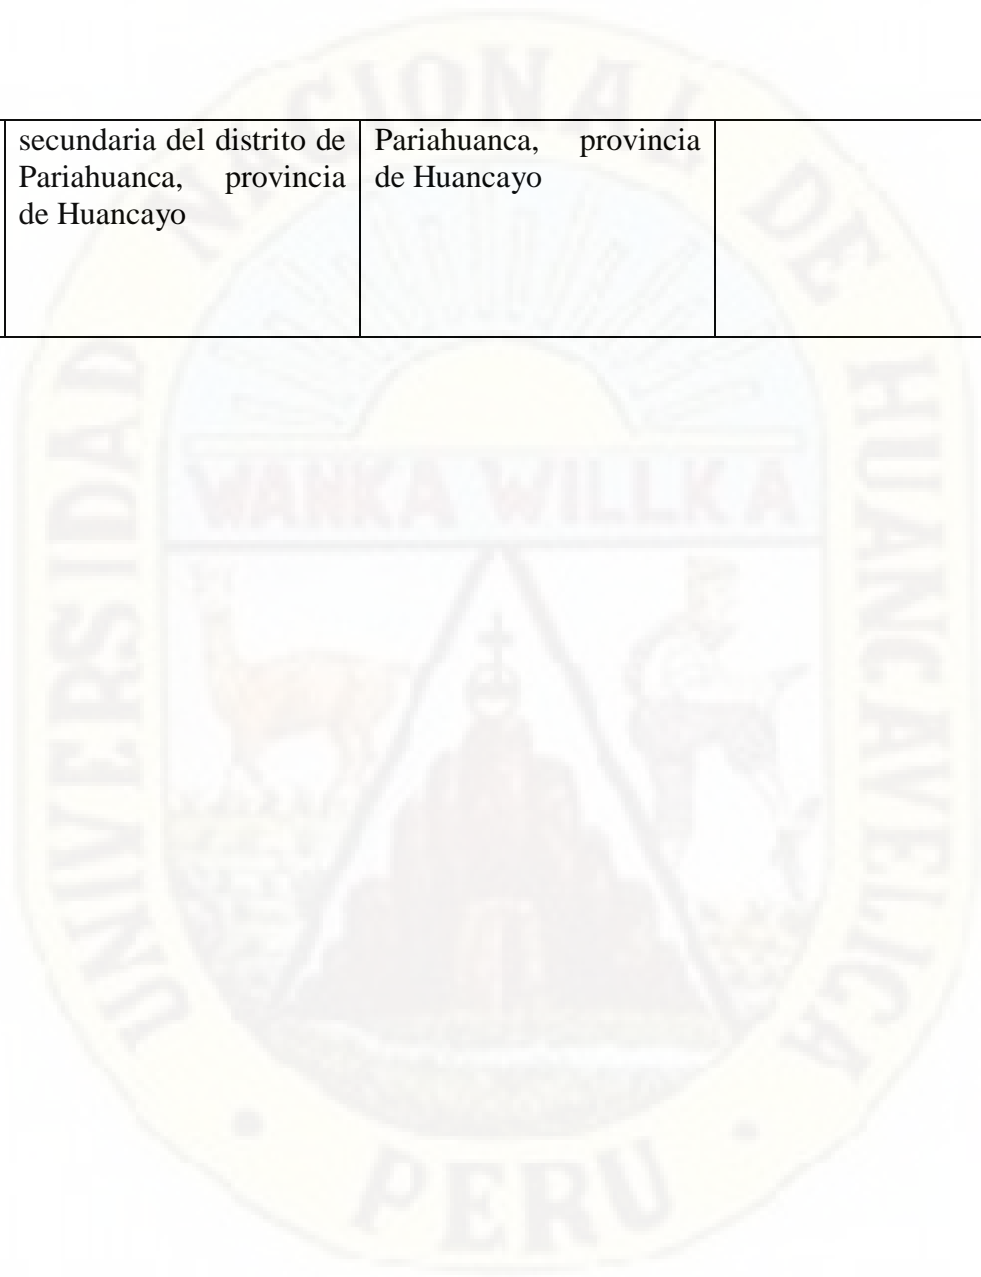 secundaria del distrito de
Pariahuanca, provincia
de Huancayo
Pariahuanca, provincia
de Huancayo
UNIVERSIDAD NACIONAL DE HUANCAVELICA
WANKA WILLKA
PERU